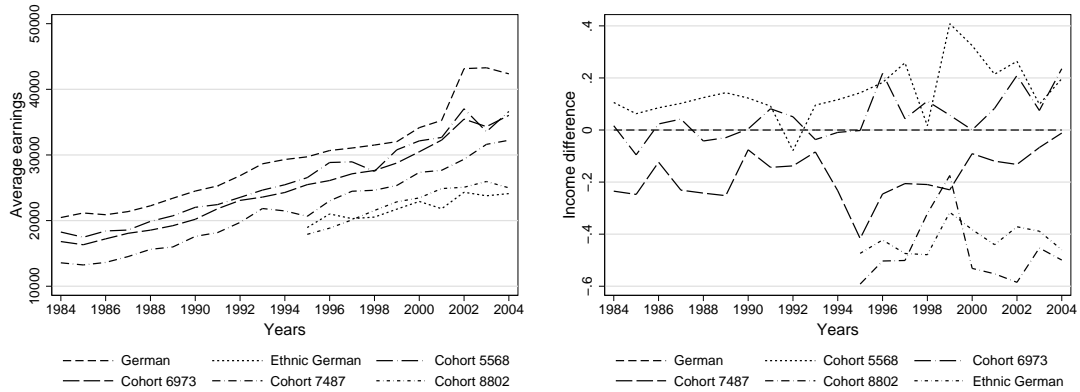 50000
40000
30000
20000
10000
Average earnings
1984 1986 1988 1990 1992 1994 1996 1998 2000 2002 2004
Years
German Ethnic German Cohort 5568
Cohort 6973 Cohort 7487 Cohort 8802
.4
.2
0
-.2
-.4
-.6
Income difference
1984 1986 1988 1990 1992 1994 1996 1998 2000 2002 2004
Years
German Cohort 5568 Cohort 6973
Cohort 7487 Cohort 8802 Ethnic German